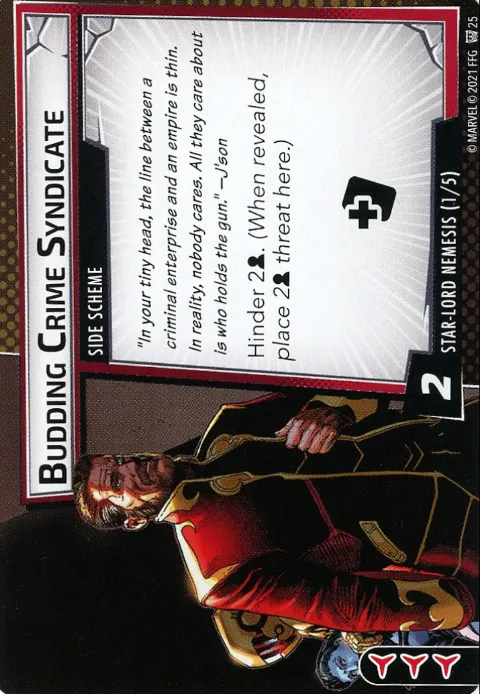 BUDDING CRIME SYNDICATE
SIDE SCHEME
"In your tiny head, the line between a
criminal enterprise and an empire is thin.
In reality, nobody cares. All they care about
is who holds the gun." —J'son
Hinder 2. (When revealed,
place 2 threat here.)
2
STAR-LORD NEMESIS (1/5)
© MARVEL © 2021 FFG 25